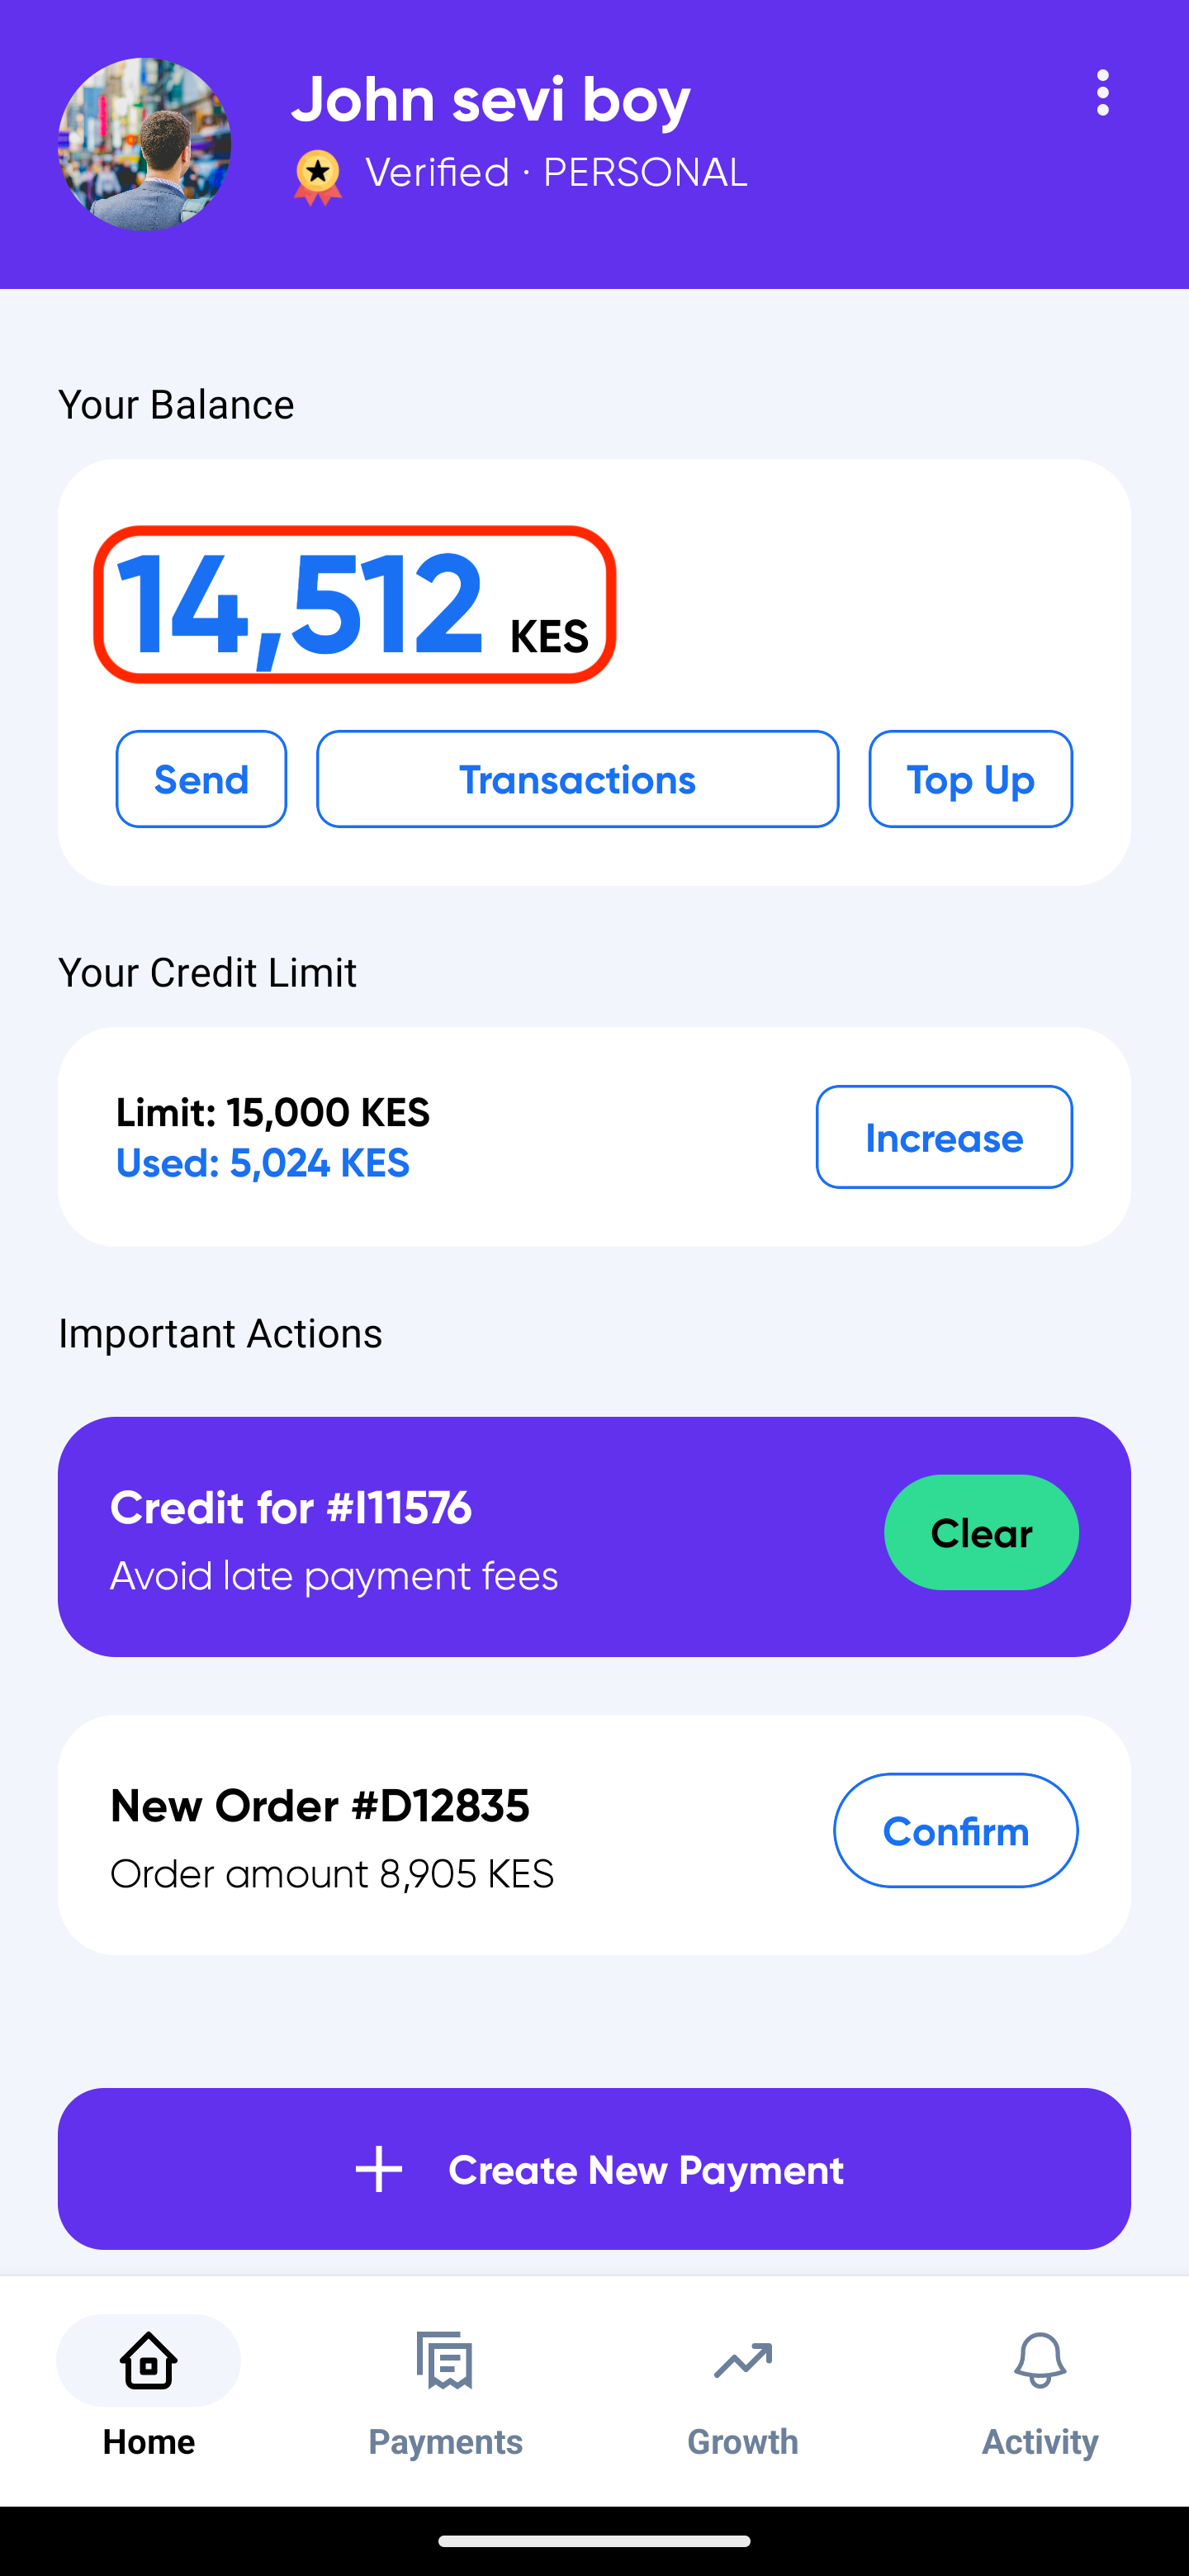 John sevi boy
Verified · PERSONAL
Your Balance
14,512 KES
Send Transactions Top Up
Your Credit Limit
Limit: 15,000 KES
Used: 5,024 KES
Increase
Important Actions
Credit for #I11576
Avoid late payment fees
Clear
New Order #D12835
Order amount 8,905 KES
Confirm
Create New Payment
Home Payments Growth Activity